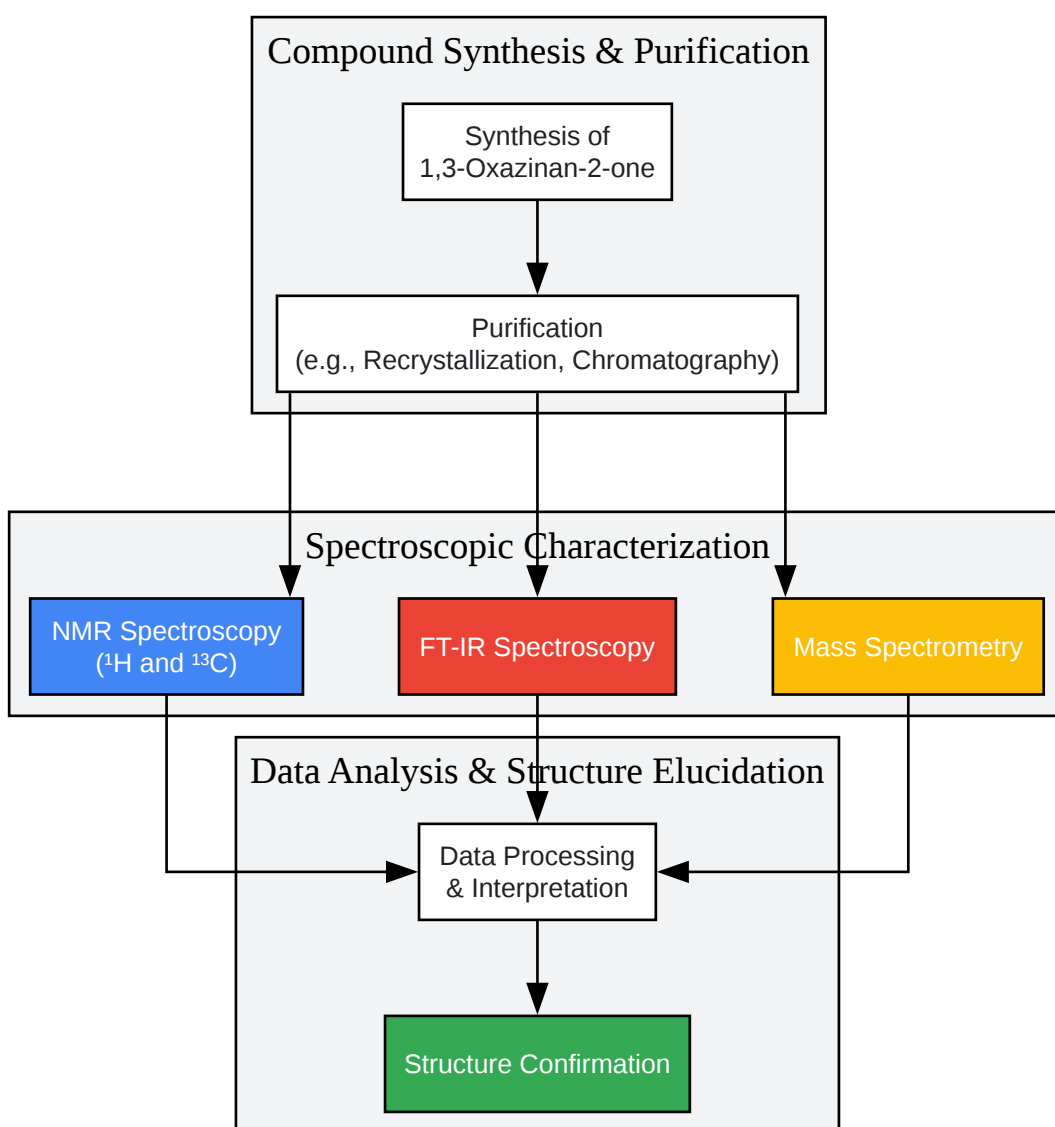 Compound Synthesis & Purification
Synthesis of
1,3-Oxazinan-2-one
Purification
(e.g., Recrystallization, Chromatography)
Spectroscopic Characterization
NMR Spectroscopy
(¹H and ¹³C)
FT-IR Spectroscopy
Mass Spectrometry
Data Analysis & Structure Elucidation
Data Processing
& Interpretation
Structure Confirmation